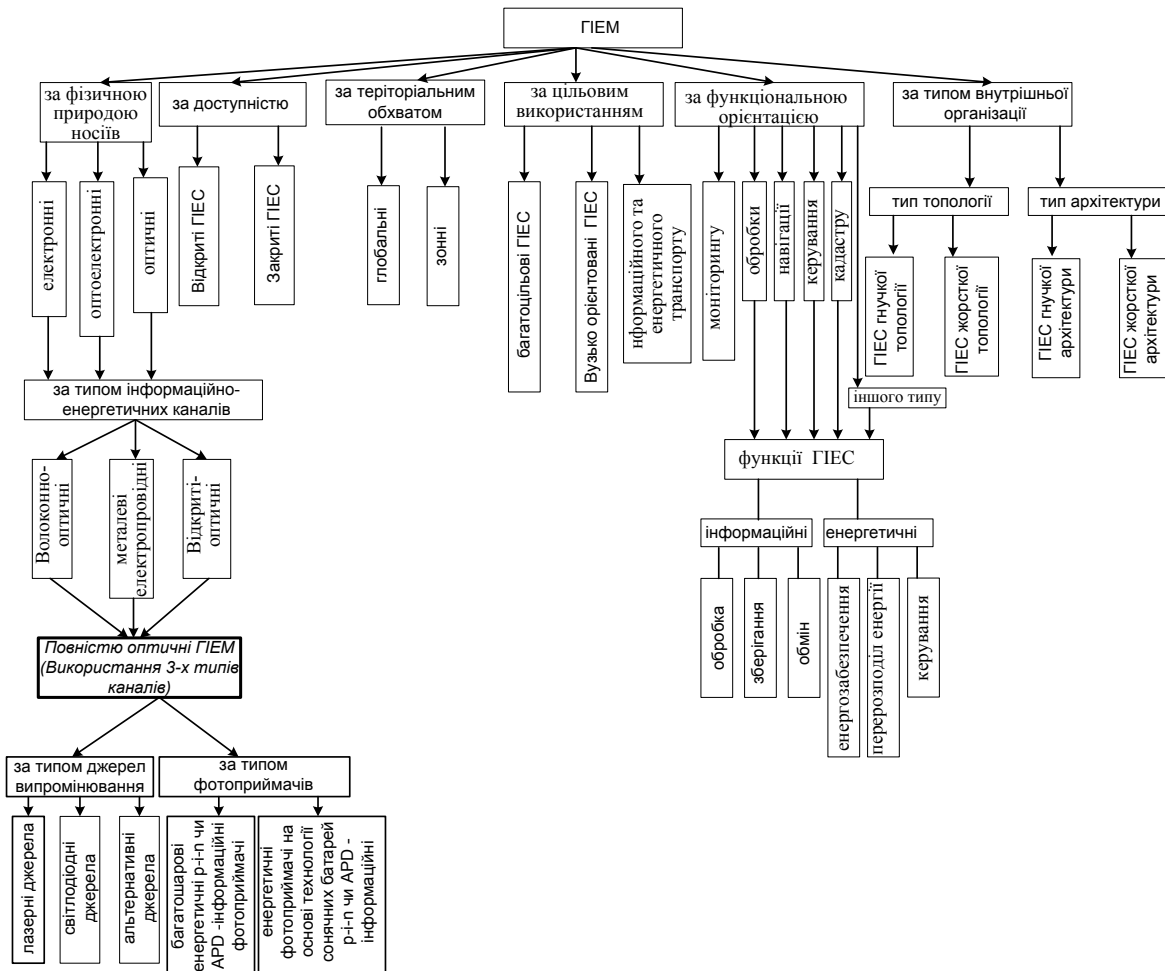 ГІЕМ
за фізичною
природою
носіїв
за доступністю
за теріторіальним
обхватом
за цільовим
використанням
за функціональною
орієнтацією
за типом внутрішньої
організації
електронні
оптоелектронні
оптичні
Відкриті ГІЕС
Закриті ГІЕС
глобальні
зонні
багатоцільові ГІЕС
Вузько орієнтовані ГІЕС
нформаційного та
енергетичного
транспорту
моніторингу
обробки
навігації
керування
кадастру
тип топології
тип архітектури
ГІЕС гнучкої
топології
ГІЕС жорсткої
топології
ГІЕС гнучкої
архітектури
ГІЕС жорсткої
архітектури
іншого типу
за типом інформаційно-
енергетичних каналів
функції ГІЕС
Волоконно-
оптичні
металеві
електропровідні
Відкриті-
оптичні
інформаційні
енергетичні
обробка
зберігання
обмін
енергозабезпечення
перерозподіл енергії
керування
Повністю оптичні ГІЕМ
(Використання 3-х типів
каналів)
за типом джерел
випромінювання
за типом
фотоприймачів
лазерні джерела
світлодіодні
джерела
альтернативні
джерела
багатошарові
енергетичні p-i-n чи
APD -інформаційні
фотоприймачі
енергетичні
фотоприймачі на
основі технології
сонячних батарей
p-i-n чи APD -
інформаційні